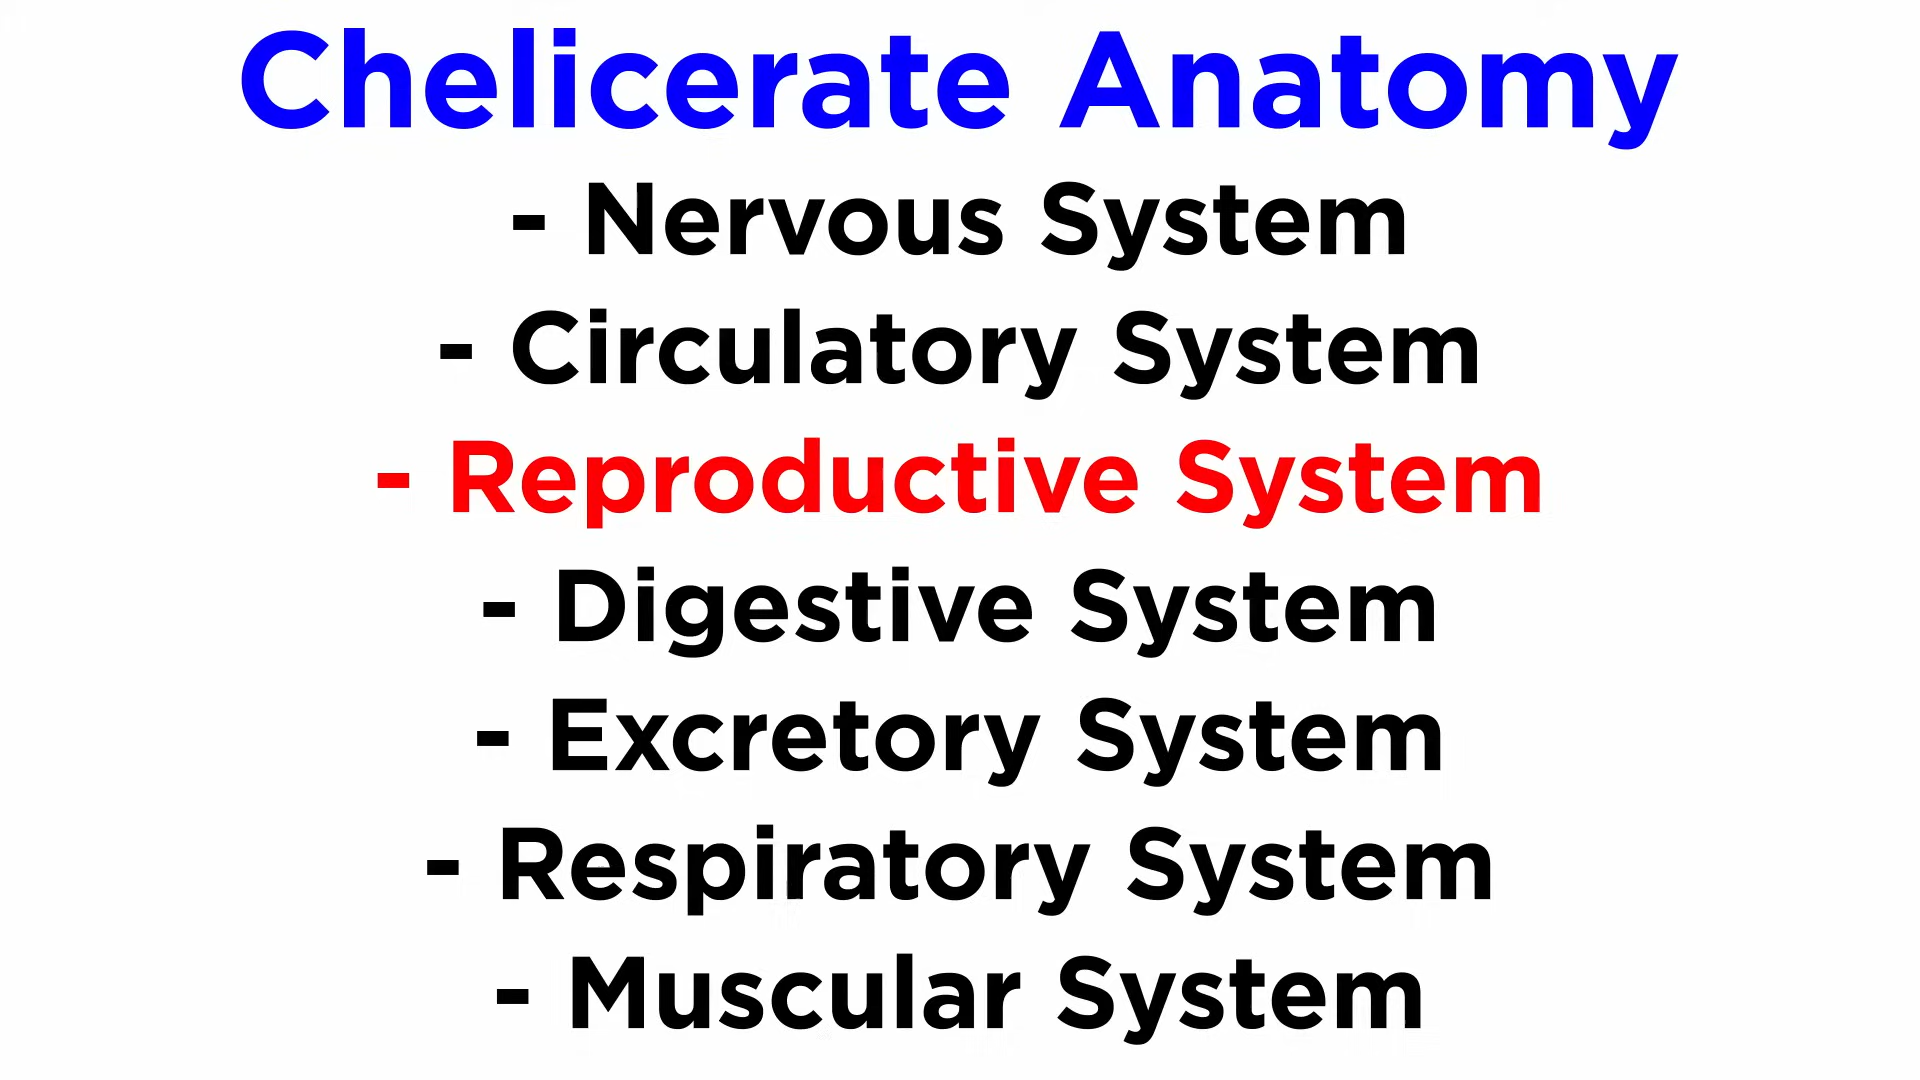 Chelicerate Anatomy
- Nervous System
- Circulatory System
- Reproductive System
- Digestive System
- Excretory System
- Respiratory System
- Muscular System